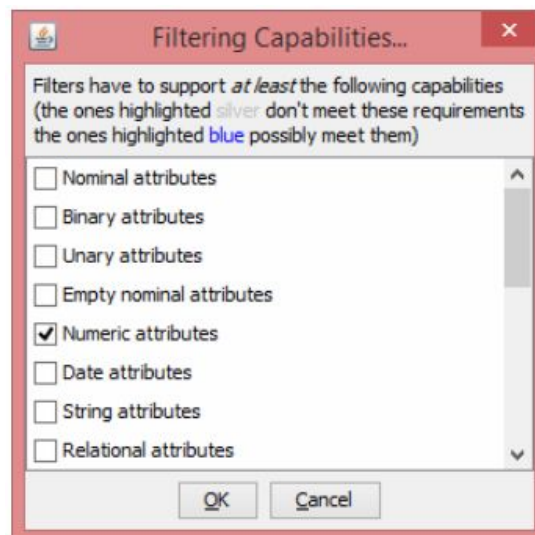 Filtering Capabilities...
Filters have to support at least the following capabilities
(the ones highlighted silver don't meet these requirements
the ones highlighted blue possibly meet them)
Nominal attributes
Binary attributes
Unary attributes
Empty nominal attributes
Numeric attributes
Date attributes
String attributes
Relational attributes
OK Cancel